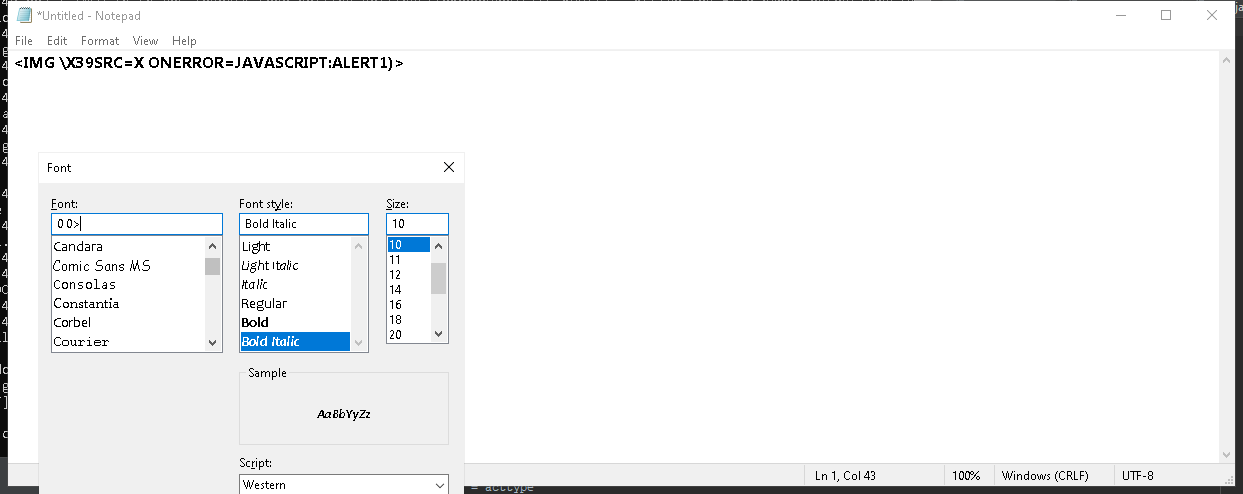 *Untitled - Notepad
File Edit Format View Help
<IMG \X39SRC=X ONERROR=JAVASCRIPT:ALERT1)>
Font
Font: Font style: Size:
0 0> Bold Italic 10
Candara Light 10
Comic Sans MS Light Italic 11
Consolas Italic 12
Constantia Regular 14
Corbel Bold 16
Courier Bold Italic 18
20
Sample
AaBbYyZz
Script:
Western
Ln 1, Col 43 100% Windows (CRLF) UTF-8
= acctype